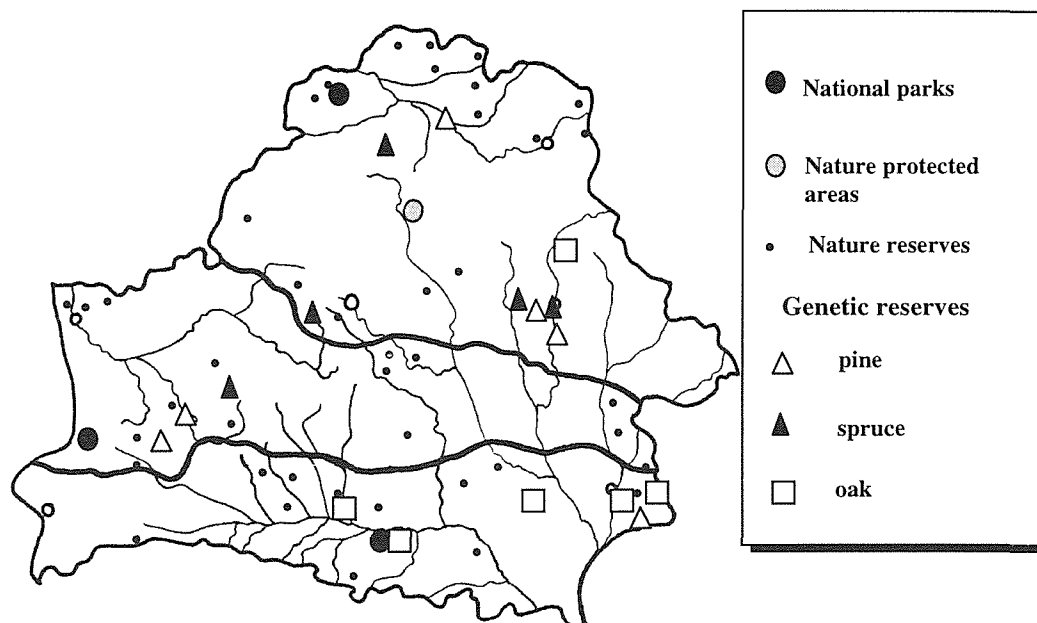 National parks
Nature protected
areas
Nature reserves
Genetic reserves
pine
spruce
oak